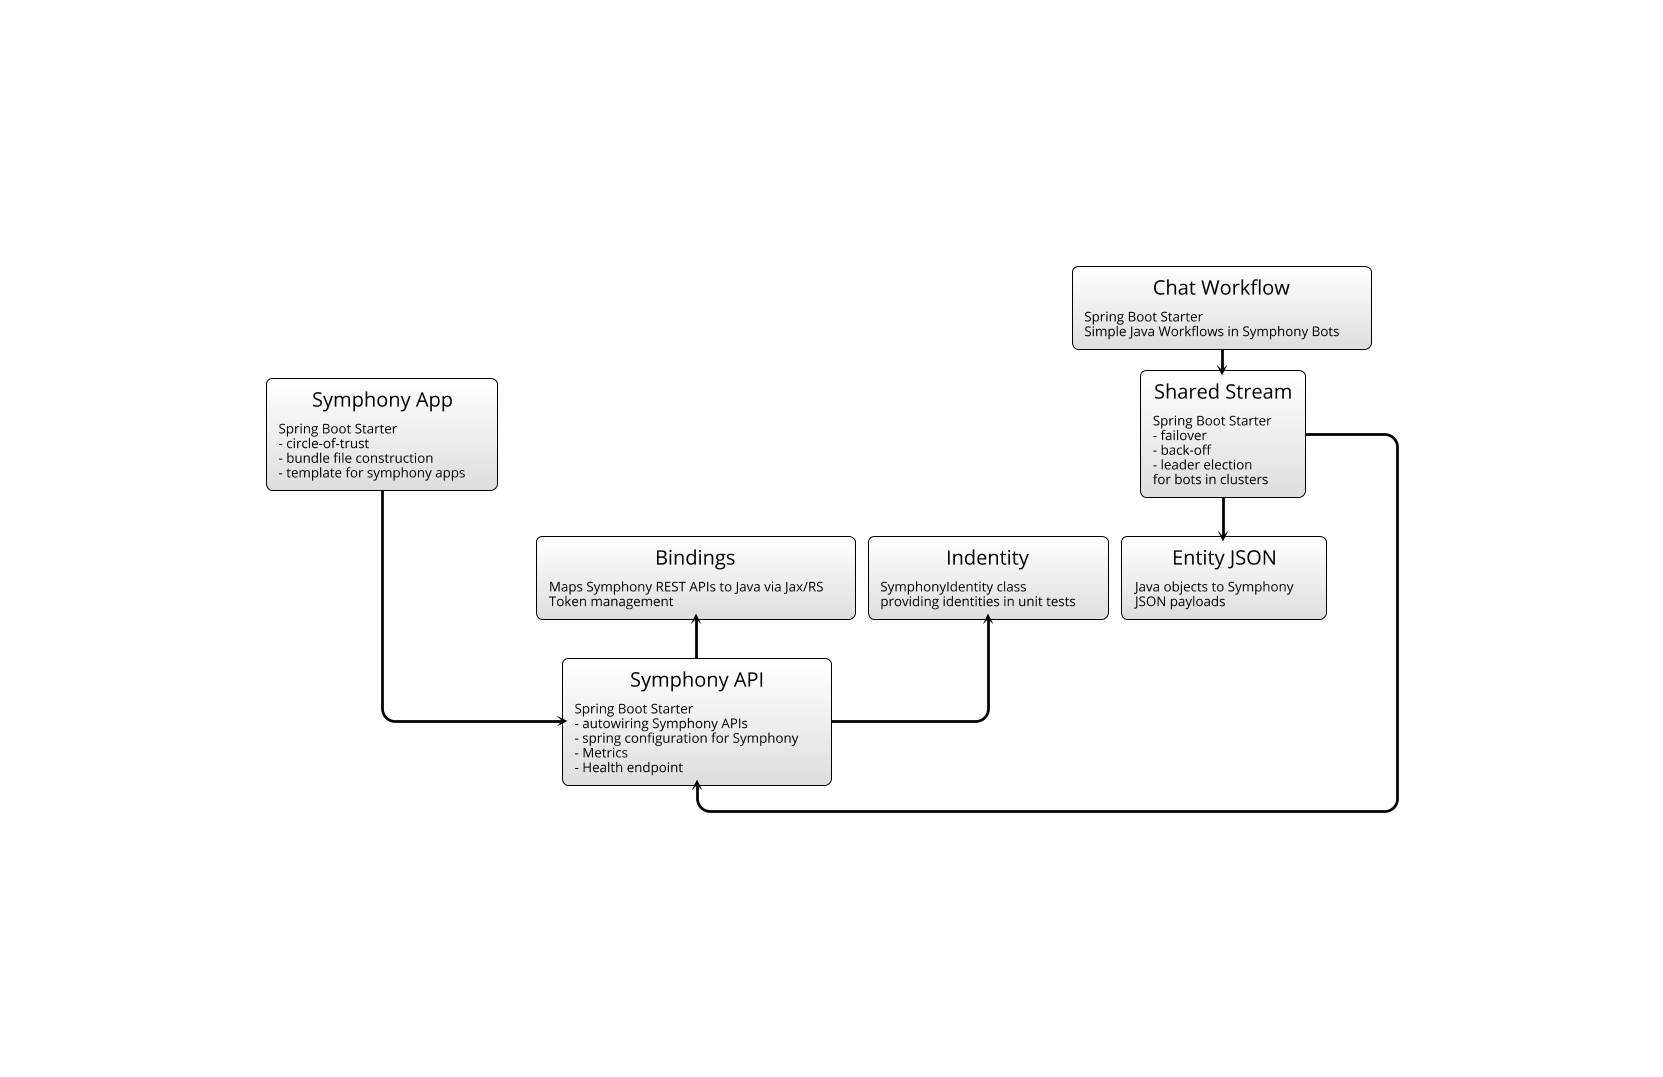 Chat Workflow
Spring Boot Starter
Simple Java Workflows in Symphony Bots
Symphony App
Spring Boot Starter
- circle-of-trust
- bundle file construction
- template for symphony apps
Shared Stream
Spring Boot Starter
- failover
- back-off
- leader election
for bots in clusters
Bindings
Maps Symphony REST APIs to Java via Jax/RS
Token management
Indentity
SymphonyIdentity class
providing identities in unit tests
Entity JSON
Java objects to Symphony
JSON payloads
Symphony API
Spring Boot Starter
- autowiring Symphony APIs
- spring configuration for Symphony
- Metrics
- Health endpoint